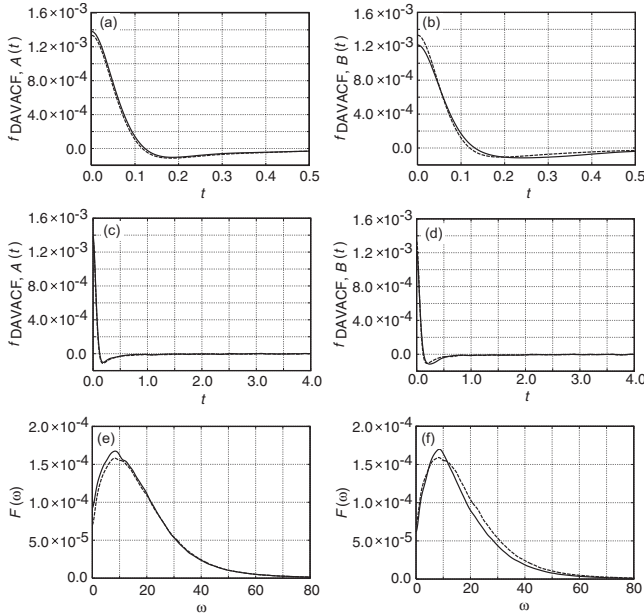 (a)
f DAVACF, A (t)
1.6×10⁻³
1.2×10⁻³
8.0×10⁻⁴
4.0×10⁻⁴
0.0
0.0 0.1 0.2 0.3 0.4 0.5
t
(b)
f DAVACF, B (t)
1.6×10⁻³
1.2×10⁻³
8.0×10⁻⁴
4.0×10⁻⁴
0.0
0.0 0.1 0.2 0.3 0.4 0.5
t
(c)
f DAVACF, A (t)
1.6×10⁻³
1.2×10⁻³
8.0×10⁻⁴
4.0×10⁻⁴
0.0
0.0 1.0 2.0 3.0 4.0
t
(d)
f DAVACF, B (t)
1.6×10⁻³
1.2×10⁻³
8.0×10⁻⁴
4.0×10⁻⁴
0.0
0.0 1.0 2.0 3.0 4.0
t
(e)
F (ω)
2.0×10⁻⁴
1.5×10⁻⁴
1.0×10⁻⁴
5.0×10⁻⁵
0.0
0 20 40 60 80
ω
(f)
F (ω)
2.0×10⁻⁴
1.5×10⁻⁴
1.0×10⁻⁴
5.0×10⁻⁵
0.0
0 20 40 60 80
ω